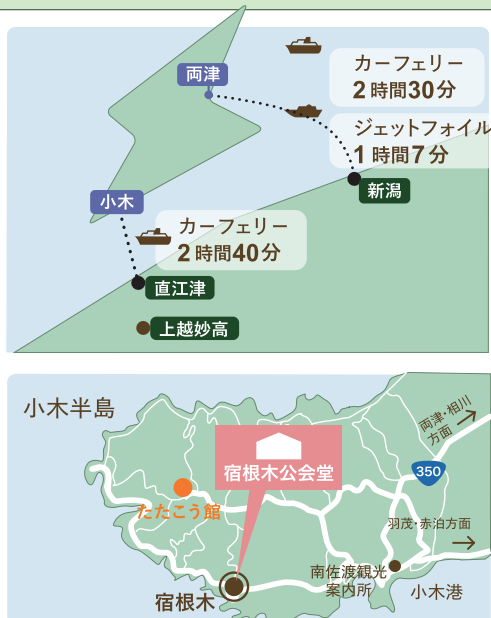 両津
カーフェリー
2時間30分
ジェットフォイル
1時間7分
新潟
小木
カーフェリー
2時間40分
直江津
上越妙高
小木半島
両津・相川
方面
宿根木公会堂
350
たたこう館
羽茂・赤泊方面
南佐渡観光
案内所
小木港
宿根木